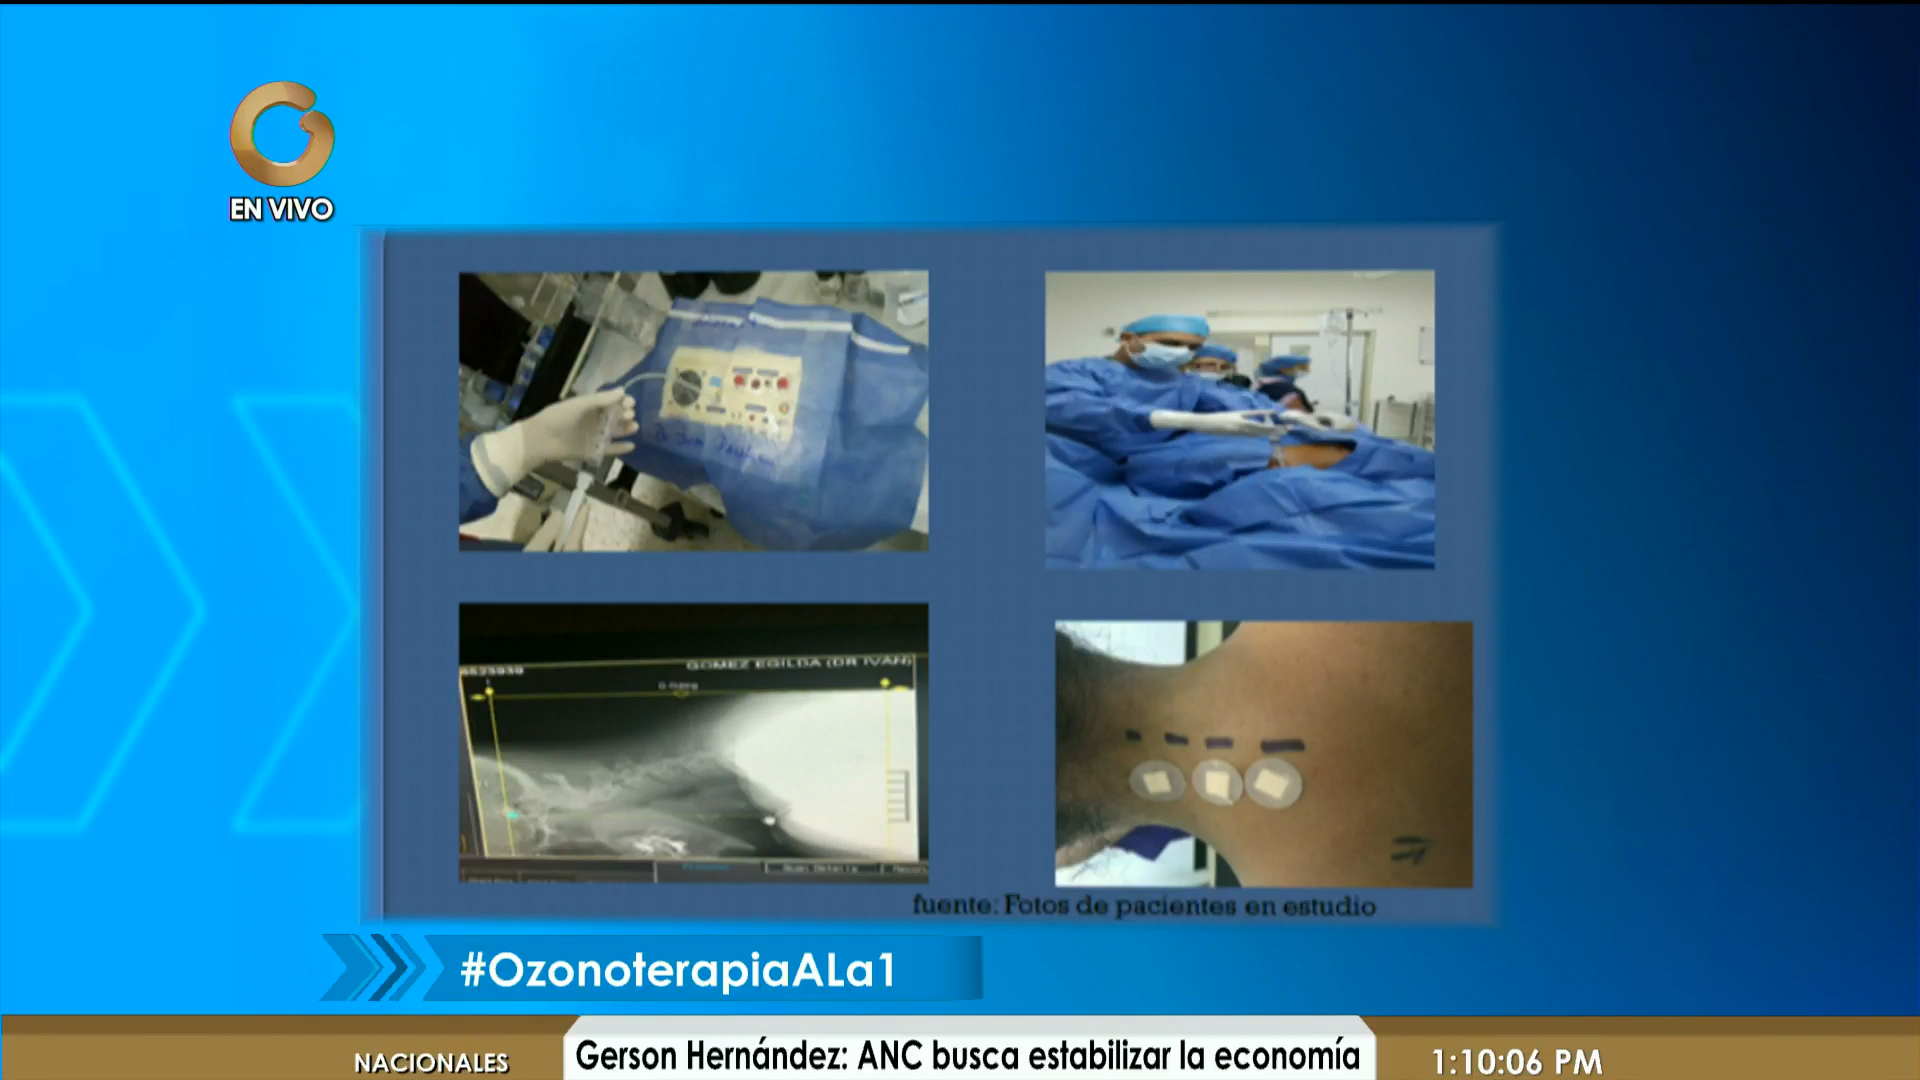 EN VIVO
GOMEZ EGILDA (DR IVAN)
fuente: Fotos de pacientes en estudio
#OzonoterapiaALa1
NACIONALES
Gerson Hernández: ANC busca estabilizar la economía
1:10:06 PM